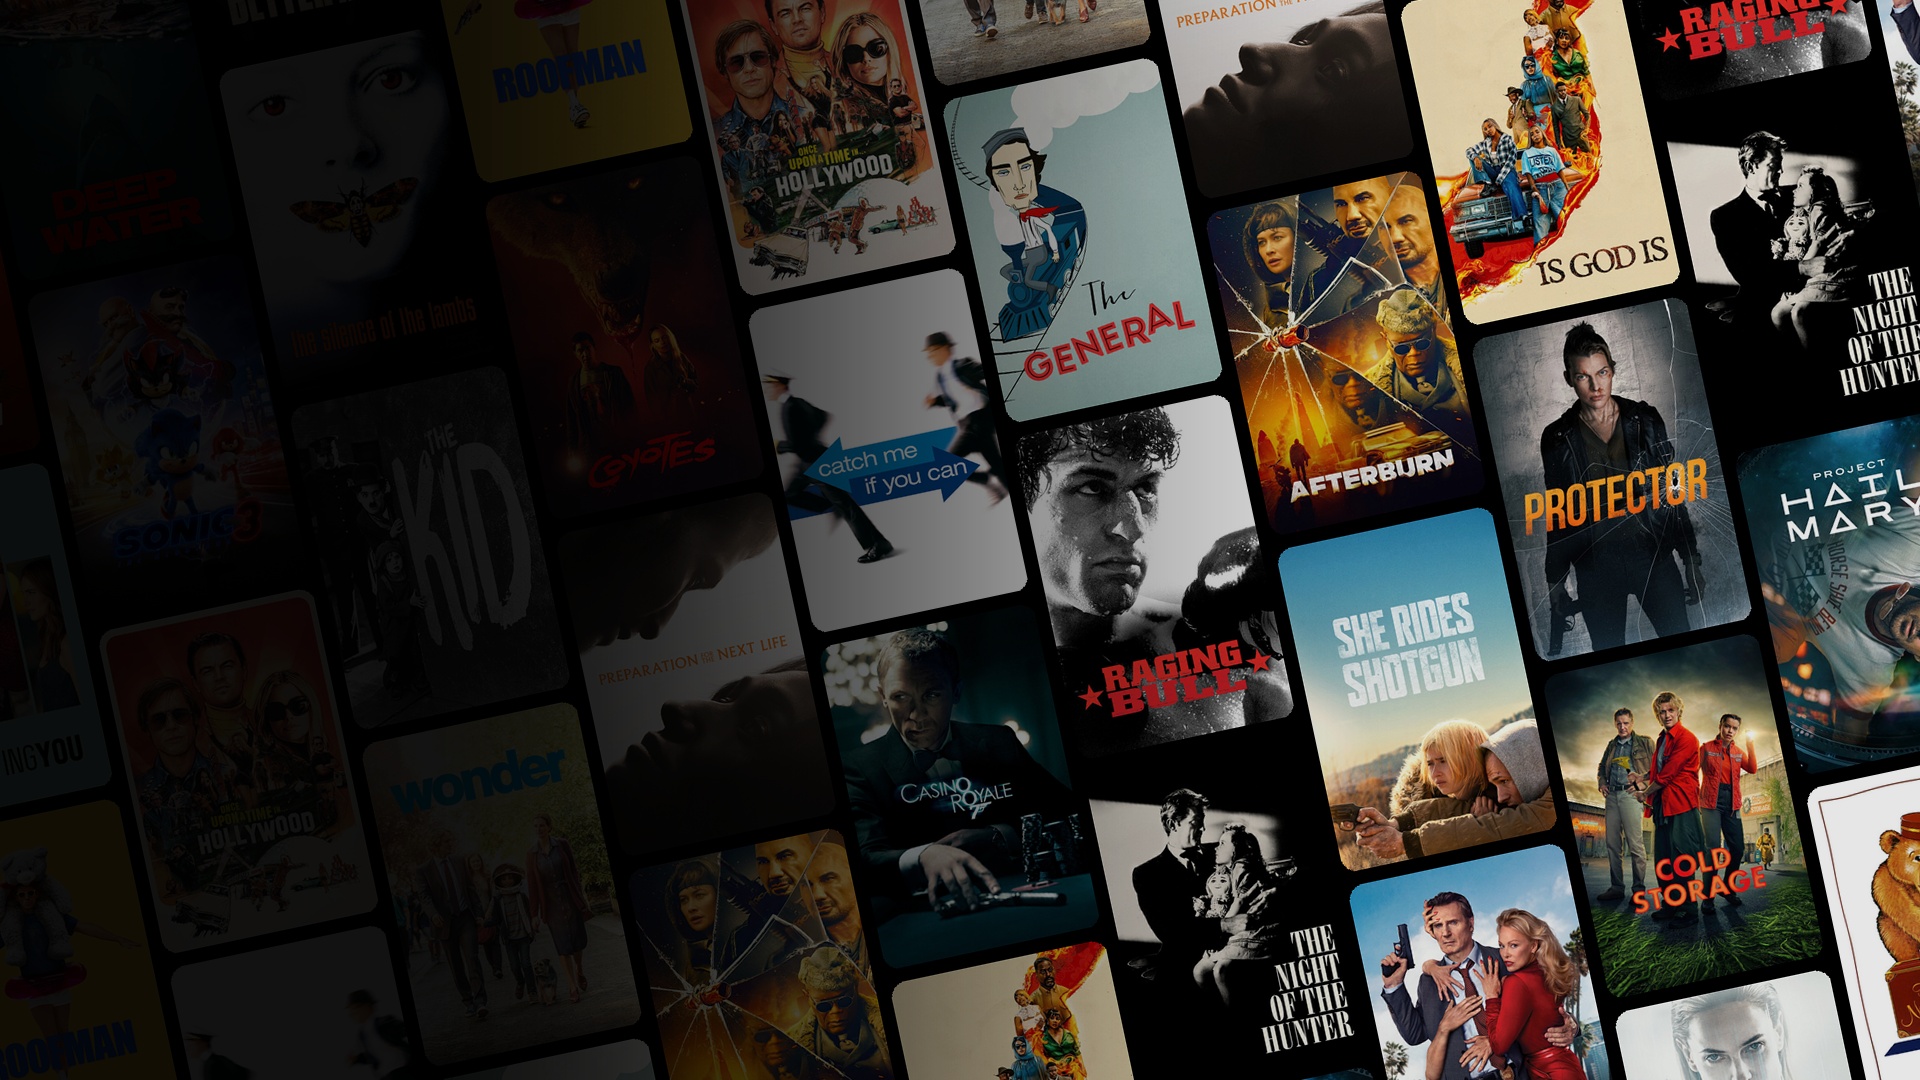 BETTER
ROOFMAN
DEEP
WATER
the silence of the lambs
ONCE
UPON A TIME IN...
HOLLYWOOD
PREPARATION
The
GENERAL
LISTEN
IS GOD IS
RAGING
BULL
THE
NIGHT
OF THE
HUNTER
SONIC 3
THE
KID
COYOTES
catch me
if you can
AFTERBURN
PROTECTOR
PROJECT
HAIL
MARY
INGYOU
UPON A TIME
HOLLYWOOD
wonder
PREPARATION FOR THE NEXT LIFE
CASINO
ROYALE
RAGING
BULL
SHE RIDES
SHOTGUN
COLD
STORAGE
ROOFMAN
THE
NIGHT
OF THE
HUNTER